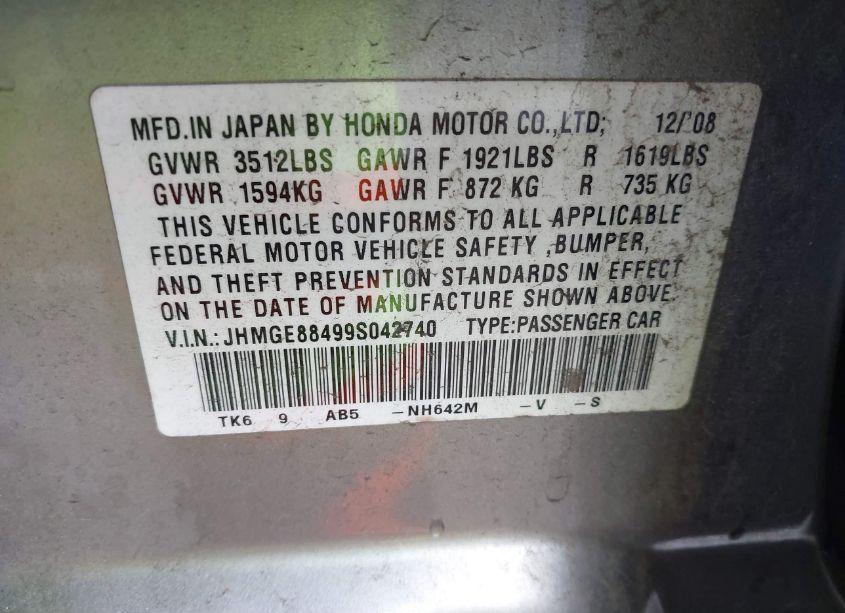 MFD.IN JAPAN BY HONDA MOTOR CO.,LTD; 12/'08
GVWR 3512LBS GAWR F 1921LBS R 1619LBS
GVWR 1594KG GAWR F 872 KG R 735 KG
THIS VEHICLE CONFORMS TO ALL APPLICABLE
FEDERAL MOTOR VEHICLE SAFETY ,BUMPER,
AND THEFT PREVENTION STANDARDS IN EFFECT
ON THE DATE OF MANUFACTURE SHOWN ABOVE.
V.I.N.: JHMGE88499S042740 TYPE:PASSENGER CAR
TK6 9 AB5 -NH642M -V -S